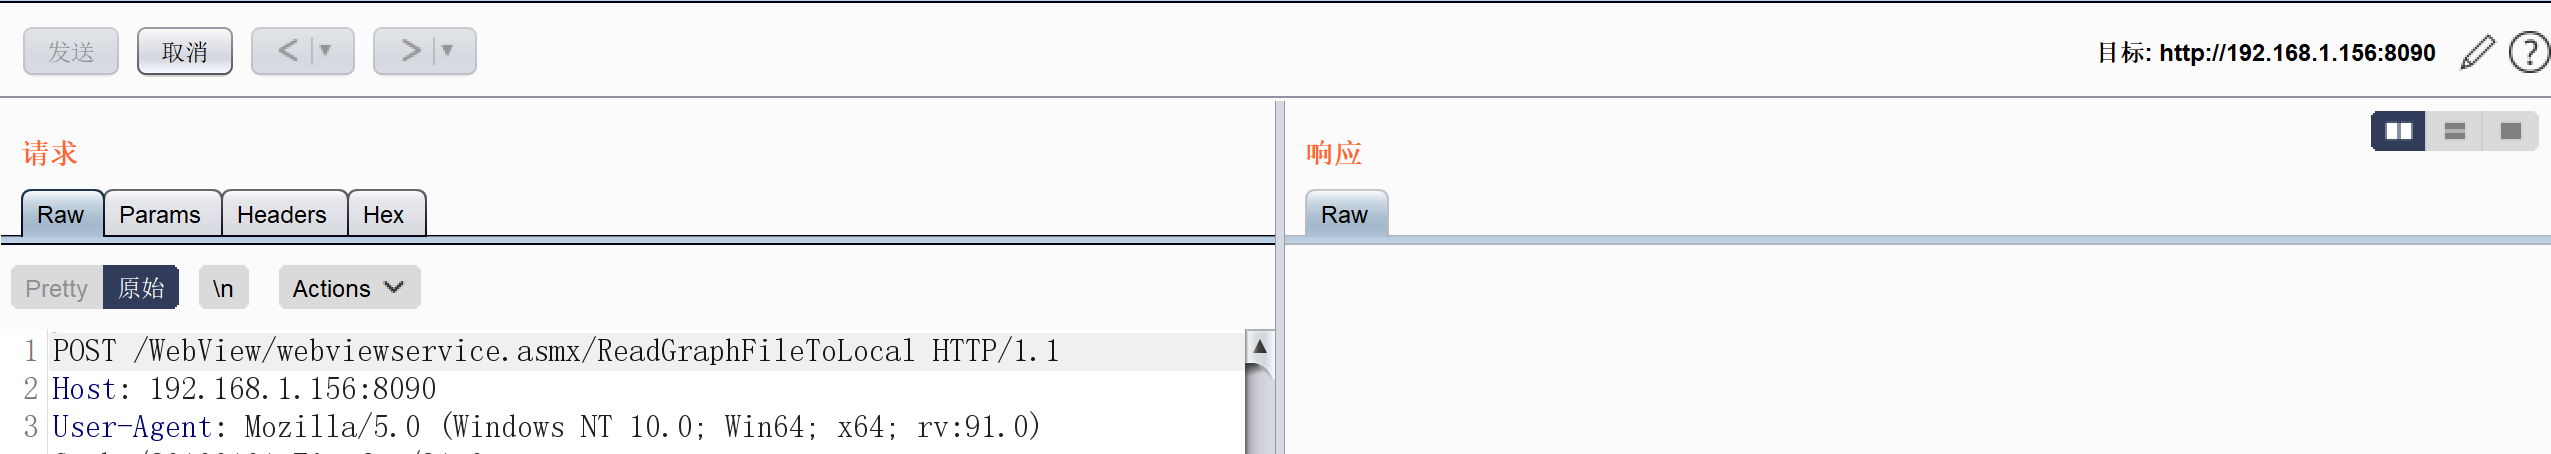 发送 取消 < > 目标: http://192.168.1.156:8090 ?
请求
响应
Raw Params Headers Hex
Raw
Pretty 原始 \n Actions
1 POST /WebView/webviewservice.asmx/ReadGraphFileToLocal HTTP/1.1
2 Host: 192.168.1.156:8090
3 User-Agent: Mozilla/5.0 (Windows NT 10.0; Win64; x64; rv:91.0)